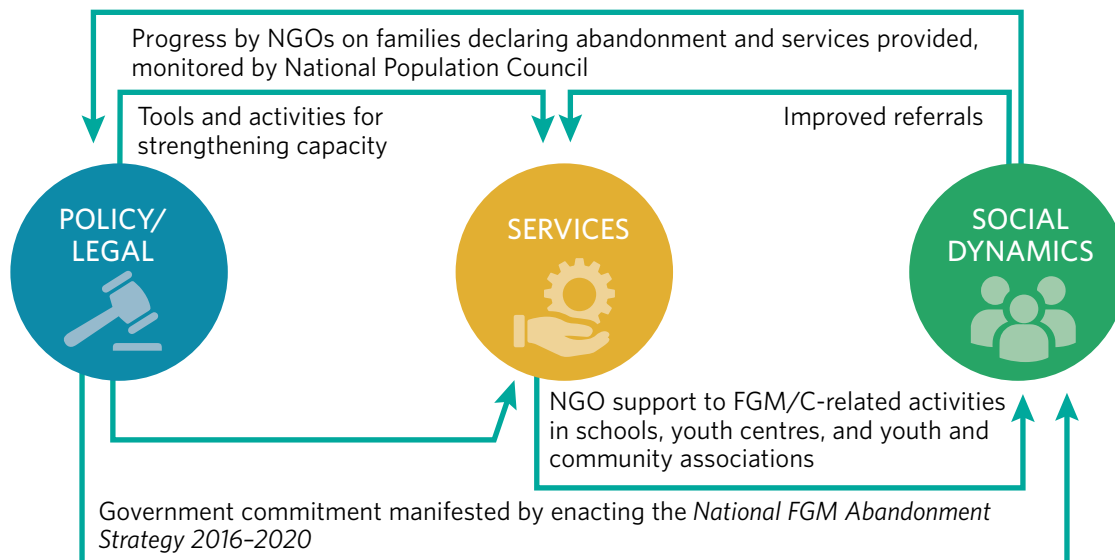 Progress by NGOs on families declaring abandonment and services provided,
monitored by National Population Council
Tools and activities for
strengthening capacity
Improved referrals
POLICY/
LEGAL
SERVICES
SOCIAL
DYNAMICS
NGO support to FGM/C-related activities
in schools, youth centres, and youth and
community associations
Government commitment manifested by enacting the National FGM Abandonment
Strategy 2016–2020